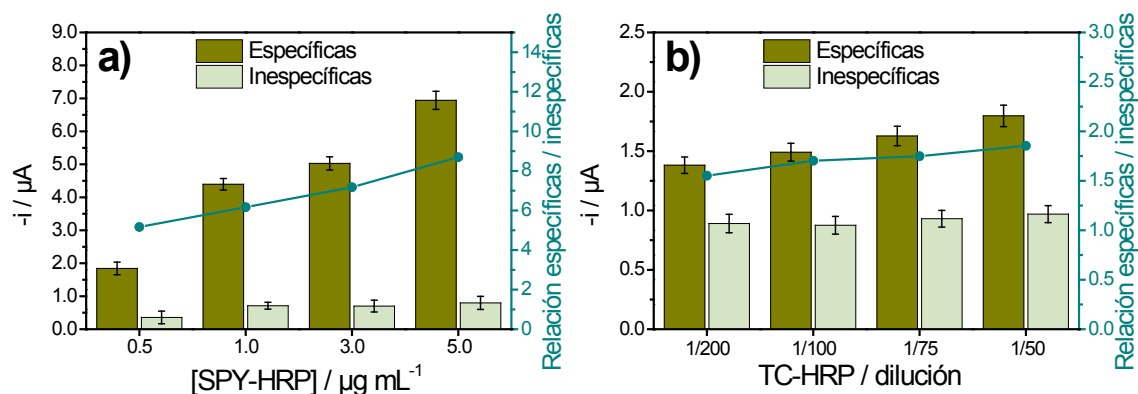 a)
Específicas
Inespecíficas
9.0
8.0
7.0
6.0
5.0
4.0
3.0
2.0
1.0
0.0
-i / µA
14
12
10
8
6
4
2
0
Relación específicas / inespecíficas
0.5 1.0 3.0 5.0
[SPY-HRP] / µg mL⁻¹
b)
Específicas
Inespecíficas
2.5
2.0
1.5
1.0
0.5
0.0
-i / µA
3.0
2.5
2.0
1.5
1.0
0.5
0.0
Relación específicas / inespecíficas
1/200 1/100 1/75 1/50
TC-HRP / dilución